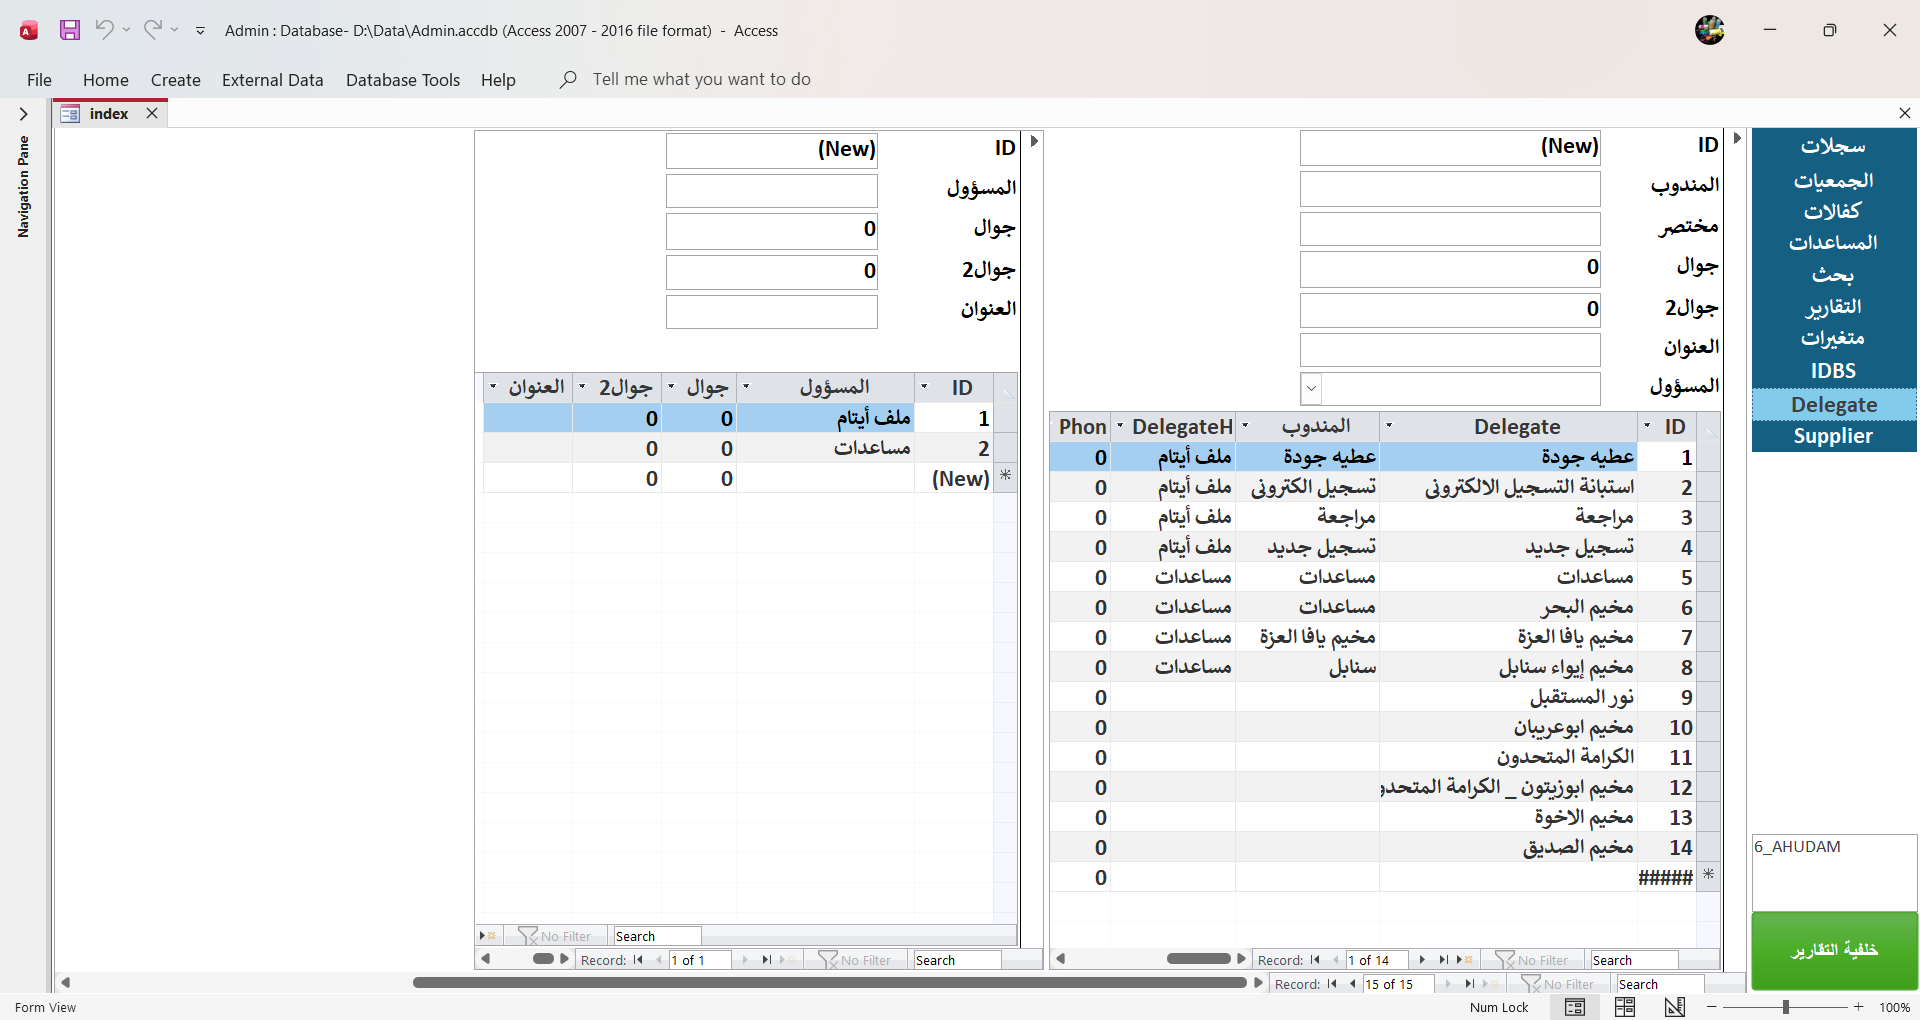 Admin : Database- D:\Data\Admin.accdb (Access 2007 - 2016 file format) - Access
File Home Create External Data Database Tools Help Tell me what you want to do
index
Navigation Pane
سجلات
الجمعيات
كفالات
المساعدات
بحث
التقارير
متغيرات
IDBS
Delegate
Supplier
6_AHUDAM
خلفية التقارير
ID (New)
المندوب
مختصر
جوال 0
جوال2 0
العنوان
المسؤول
ID Delegate المندوب DelegateH Phon
1 عطيه جودة عطيه جودة ملف أيتام 0
2 استبانة التسجيل الالكترونى تسجيل الكترونى ملف أيتام 0
3 مراجعة مراجعة ملف أيتام 0
4 تسجيل جديد تسجيل جديد ملف أيتام 0
5 مساعدات مساعدات مساعدات 0
6 مخيم البحر مساعدات مساعدات 0
7 مخيم يافا العزة مخيم يافا العزة مساعدات 0
8 مخيم إيواء سنابل سنابل مساعدات 0
9 نور المستقبل 0
10 مخيم ابوعريبان 0
11 الكرامة المتحدون 0
12 مخيم ابوزيتون _ الكرامة المتحدو 0
13 مخيم الاخوة 0
14 مخيم الصديق 0
##### 0
Record: 1 of 14 No Filter Search
Record: 15 of 15 No Filter Search
ID (New)
المسؤول
جوال 0
جوال2 0
العنوان
ID المسؤول جوال جوال2 العنوان
1 ملف أيتام 0 0
2 مساعدات 0 0
(New) 0 0
No Filter Search
Record: 1 of 1 No Filter Search
Form View Num Lock 100%